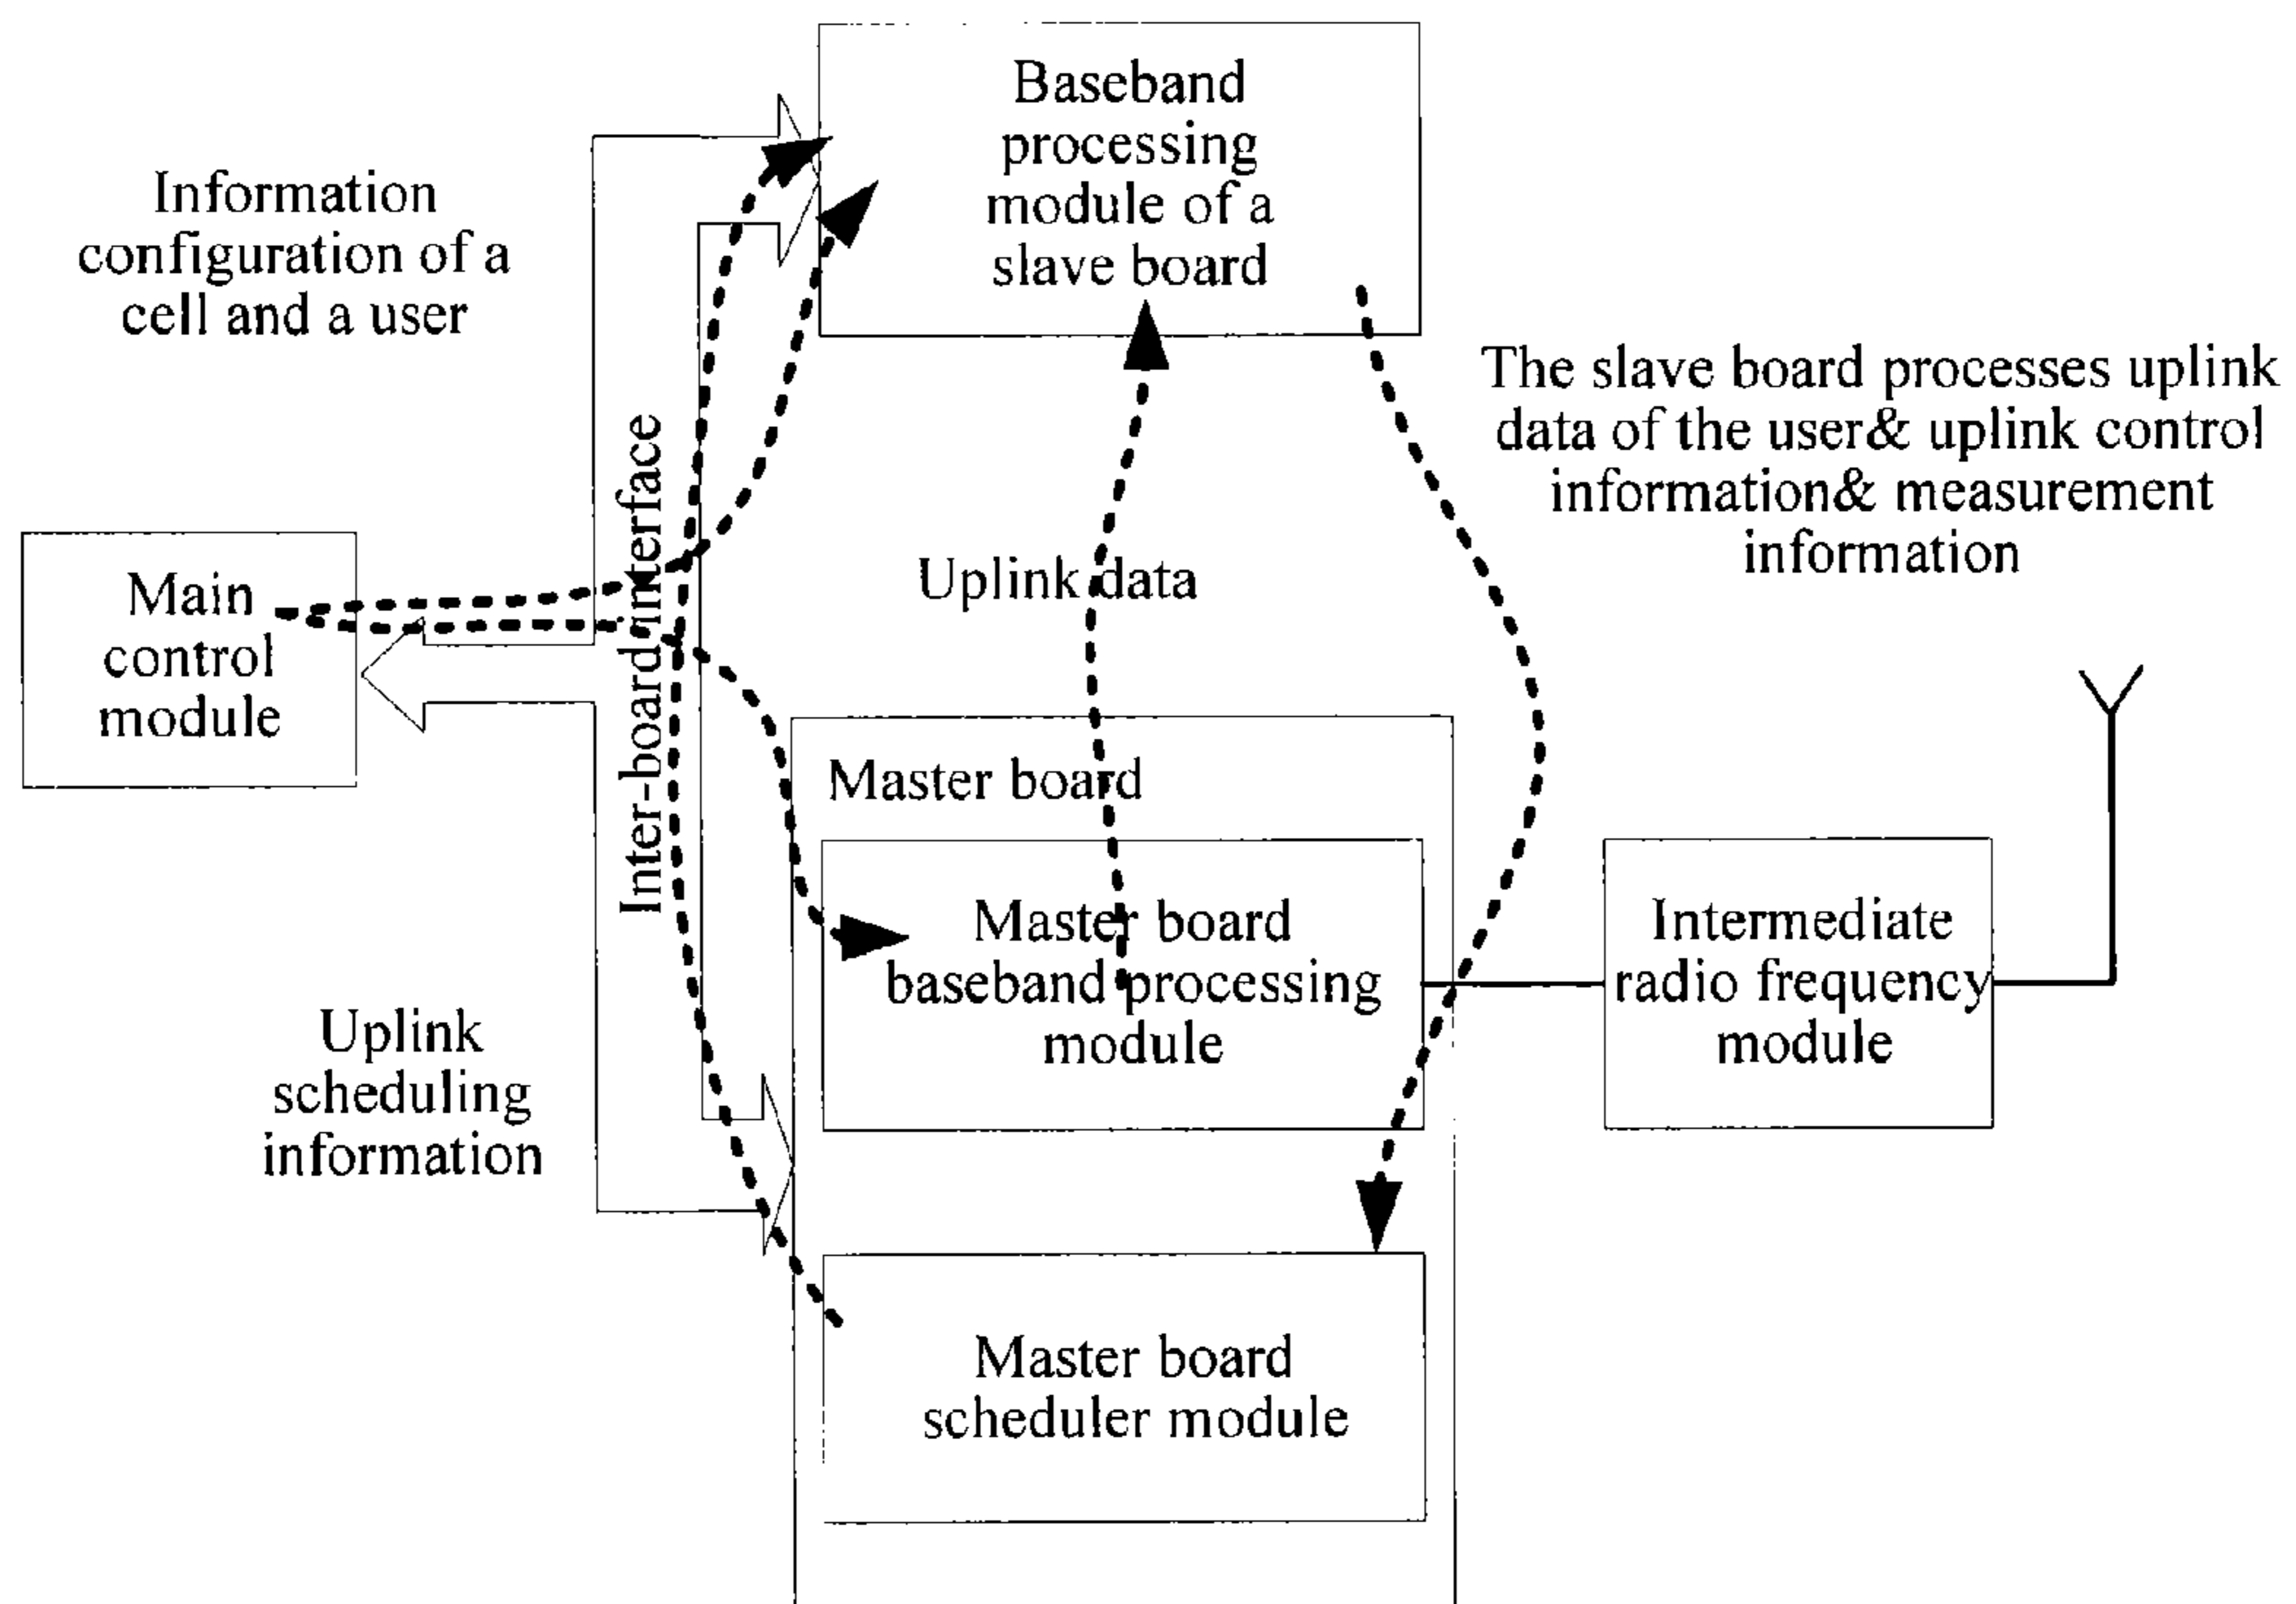 Baseband
processing
module of a
slave board
Information
configuration of a
cell and a user
The slave board processes uplink
data of the user& uplink control
information& measurement
information
Inter-board interface
Uplink data
Main
control
module
Master board
Master board
baseband processing
module
Intermediate
radio frequency
module
Uplink
scheduling
information
Master board
scheduler module